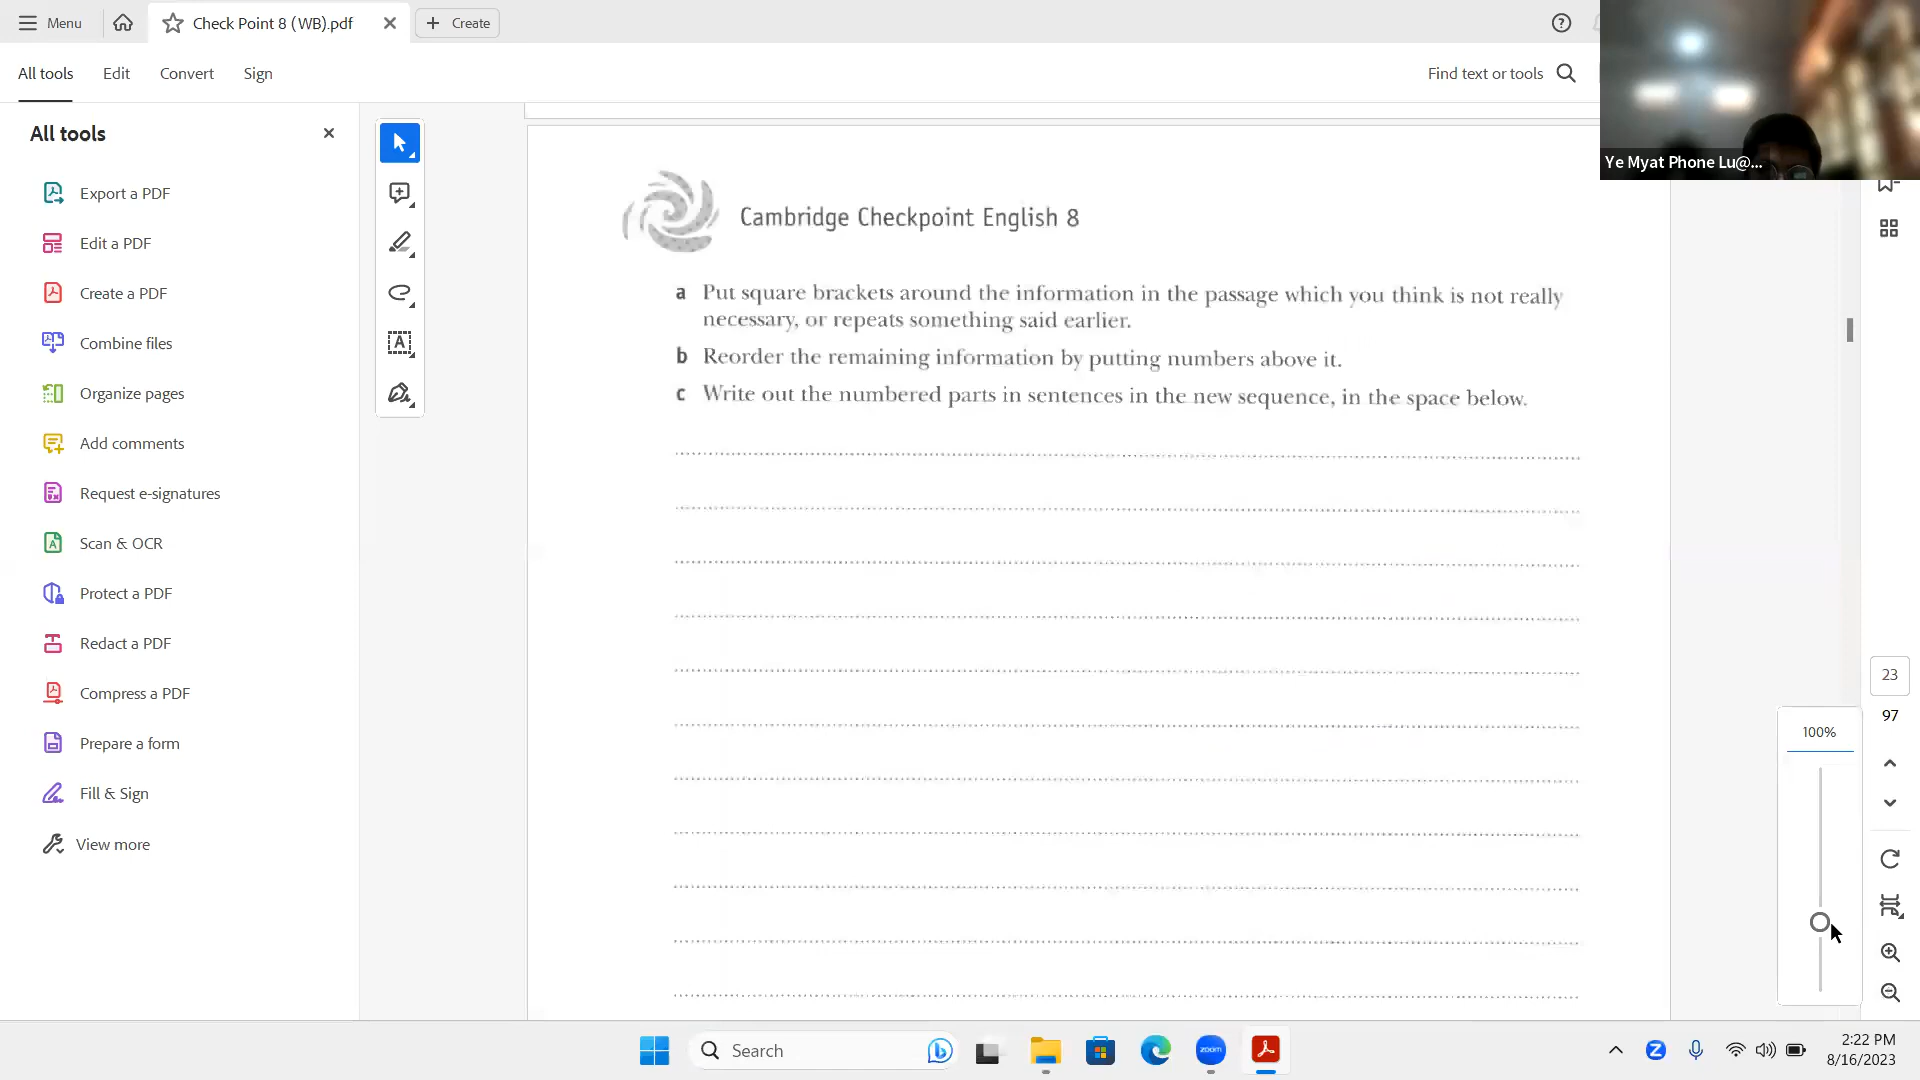 Menu
Check Point 8 (WB).pdf
Create
All tools
Edit
Convert
Sign
Find text or tools
Ye Myat Phone Lu@...
All tools
Export a PDF
Edit a PDF
Create a PDF
Combine files
Organize pages
Add comments
Request e-signatures
Scan & OCR
Protect a PDF
Redact a PDF
Compress a PDF
Prepare a form
Fill & Sign
View more
Cambridge Checkpoint English 8
a Put square brackets around the information in the passage which you think is not really
necessary, or repeats something said earlier.
b Reorder the remaining information by putting numbers above it.
c Write out the numbered parts in sentences in the new sequence, in the space below.
23
97
100%
Search
zoom
2:22 PM
8/16/2023